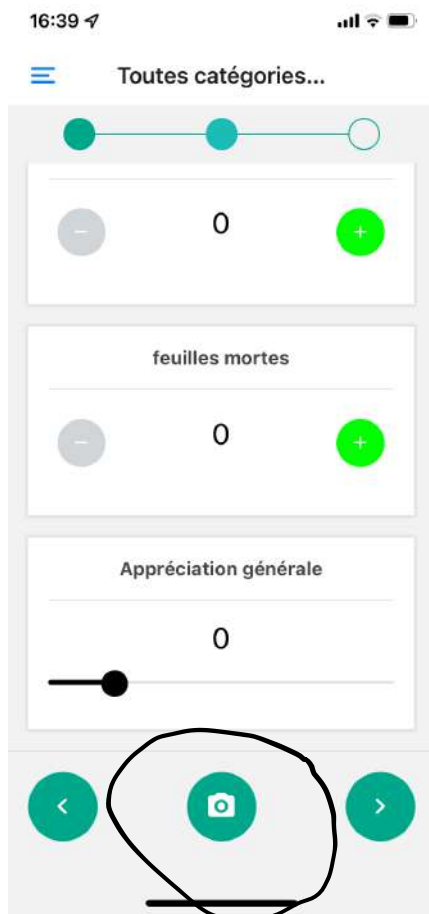 16:39
Toutes catégories...
0
feuilles mortes
0
Appréciation générale
0